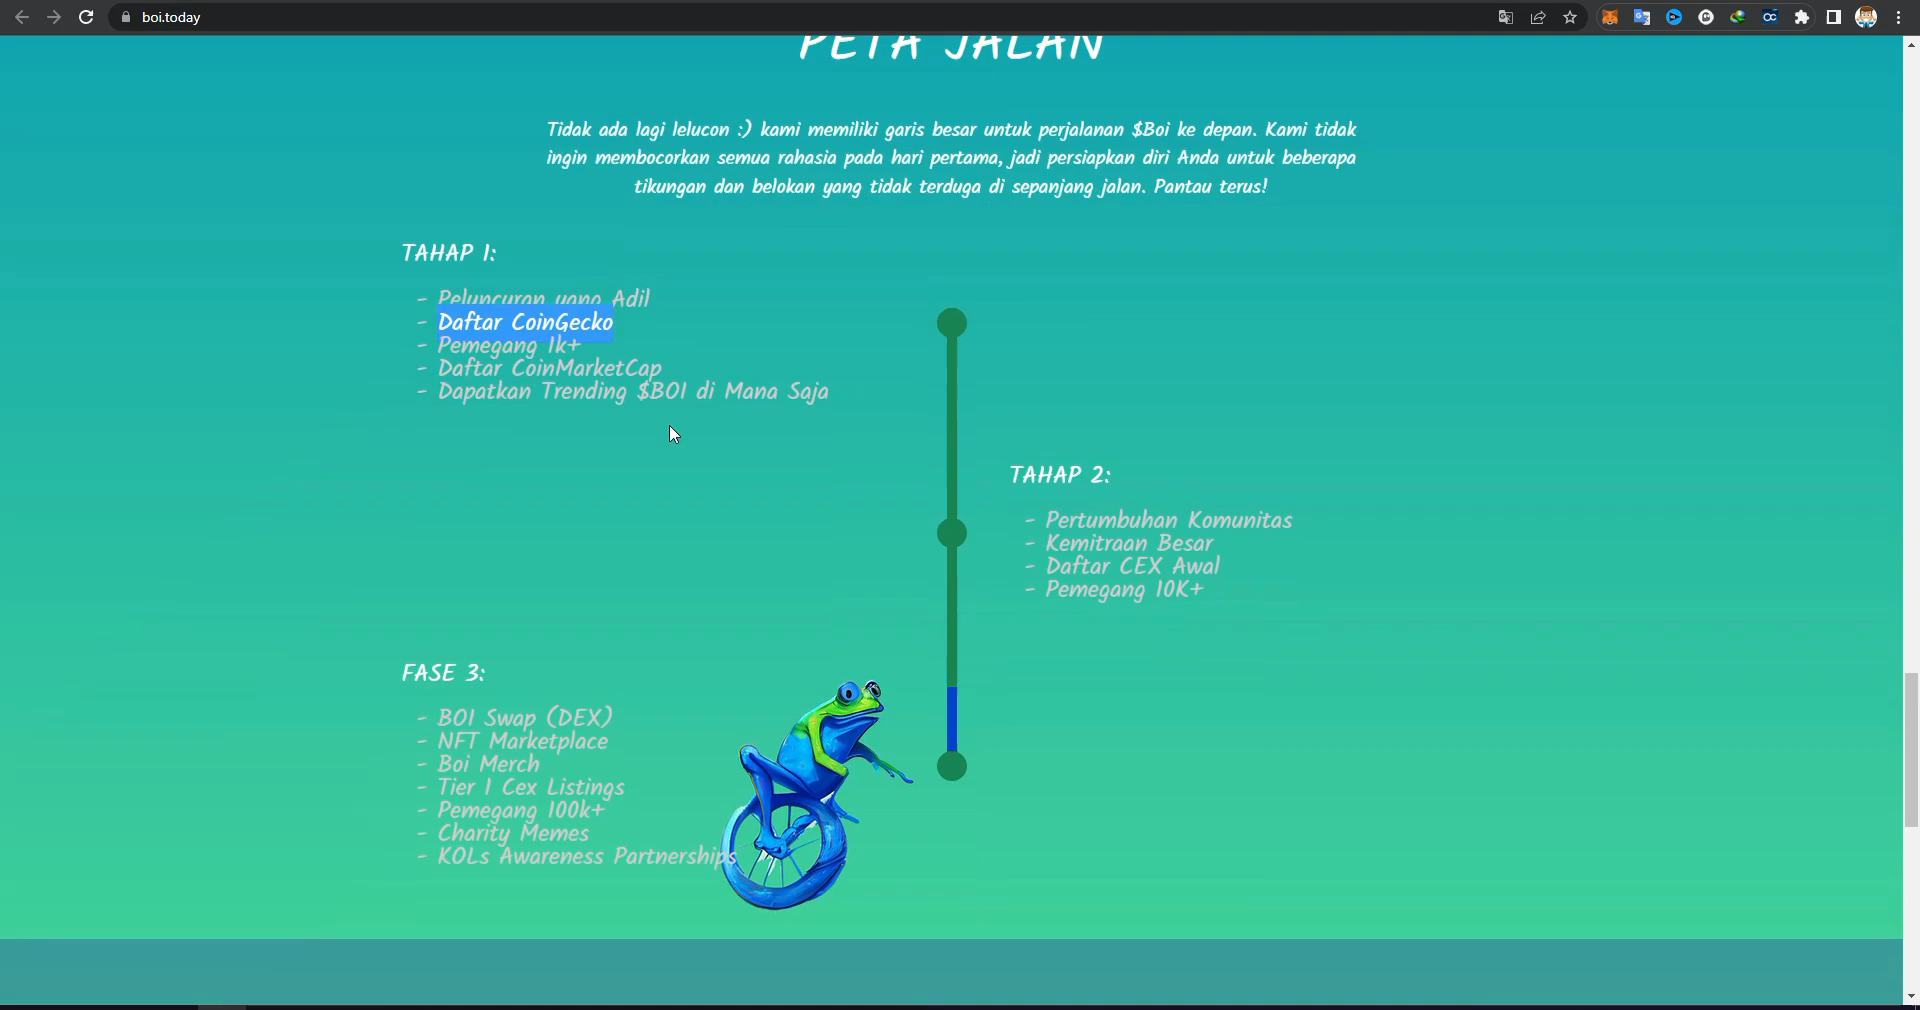 boi.today
PETA JALAN
Tidak ada lagi lelucon :) kami memiliki garis besar untuk perjalanan $Boi ke depan. Kami tidak
ingin membocorkan semua rahasia pada hari pertama, jadi persiapkan diri Anda untuk beberapa
tikungan dan belokan yang tidak terduga di sepanjang jalan. Pantau terus!
TAHAP 1:
- Peluncuran yang Adil
- Daftar CoinGecko
- Pemegang 1k+
- Daftar CoinMarketCap
- Dapatkan Trending $BOI di Mana Saja
TAHAP 2:
- Pertumbuhan Komunitas
- Kemitraan Besar
- Daftar CEX Awal
- Pemegang 10K+
FASE 3:
- BOI Swap (DEX)
- NFT Marketplace
- Boi Merch
- Tier 1 Cex Listings
- Pemegang 100k+
- Charity Memes
- KOLs Awareness Partnerships